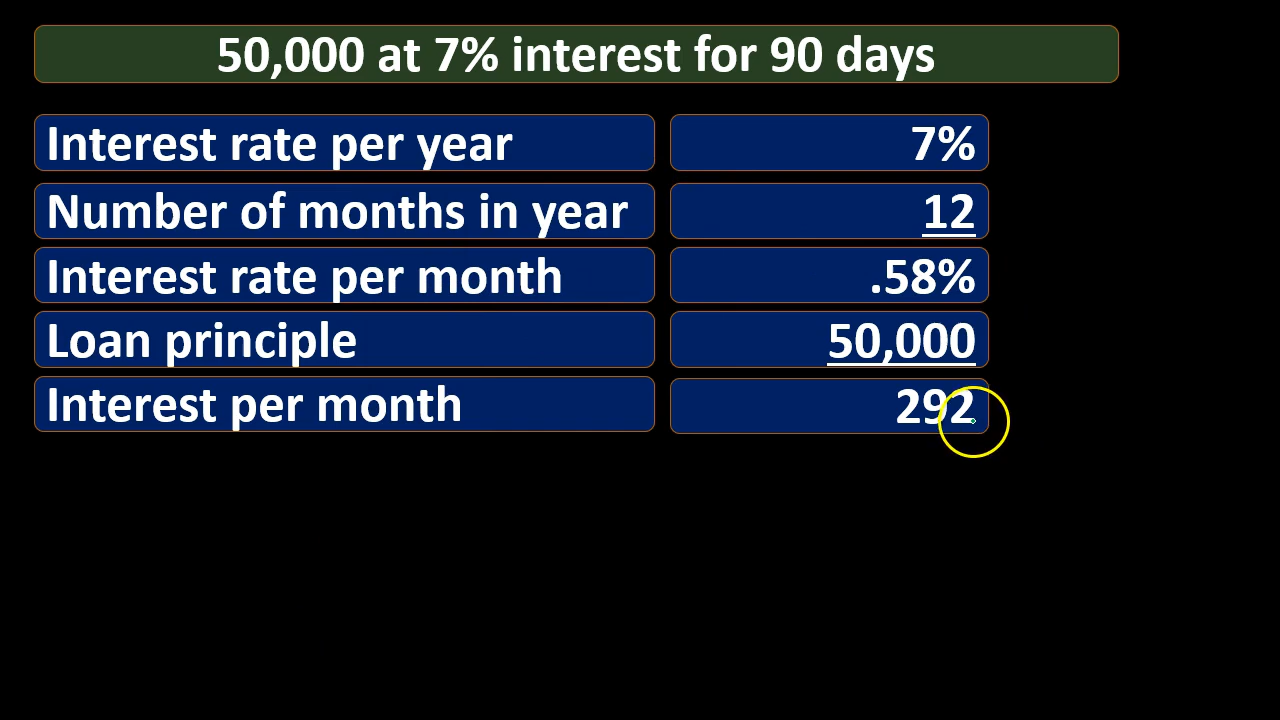 50,000 at 7% interest for 90 days
Interest rate per year 7%
Number of months in year 12
Interest rate per month .58%
Loan principle 50,000
Interest per month 292